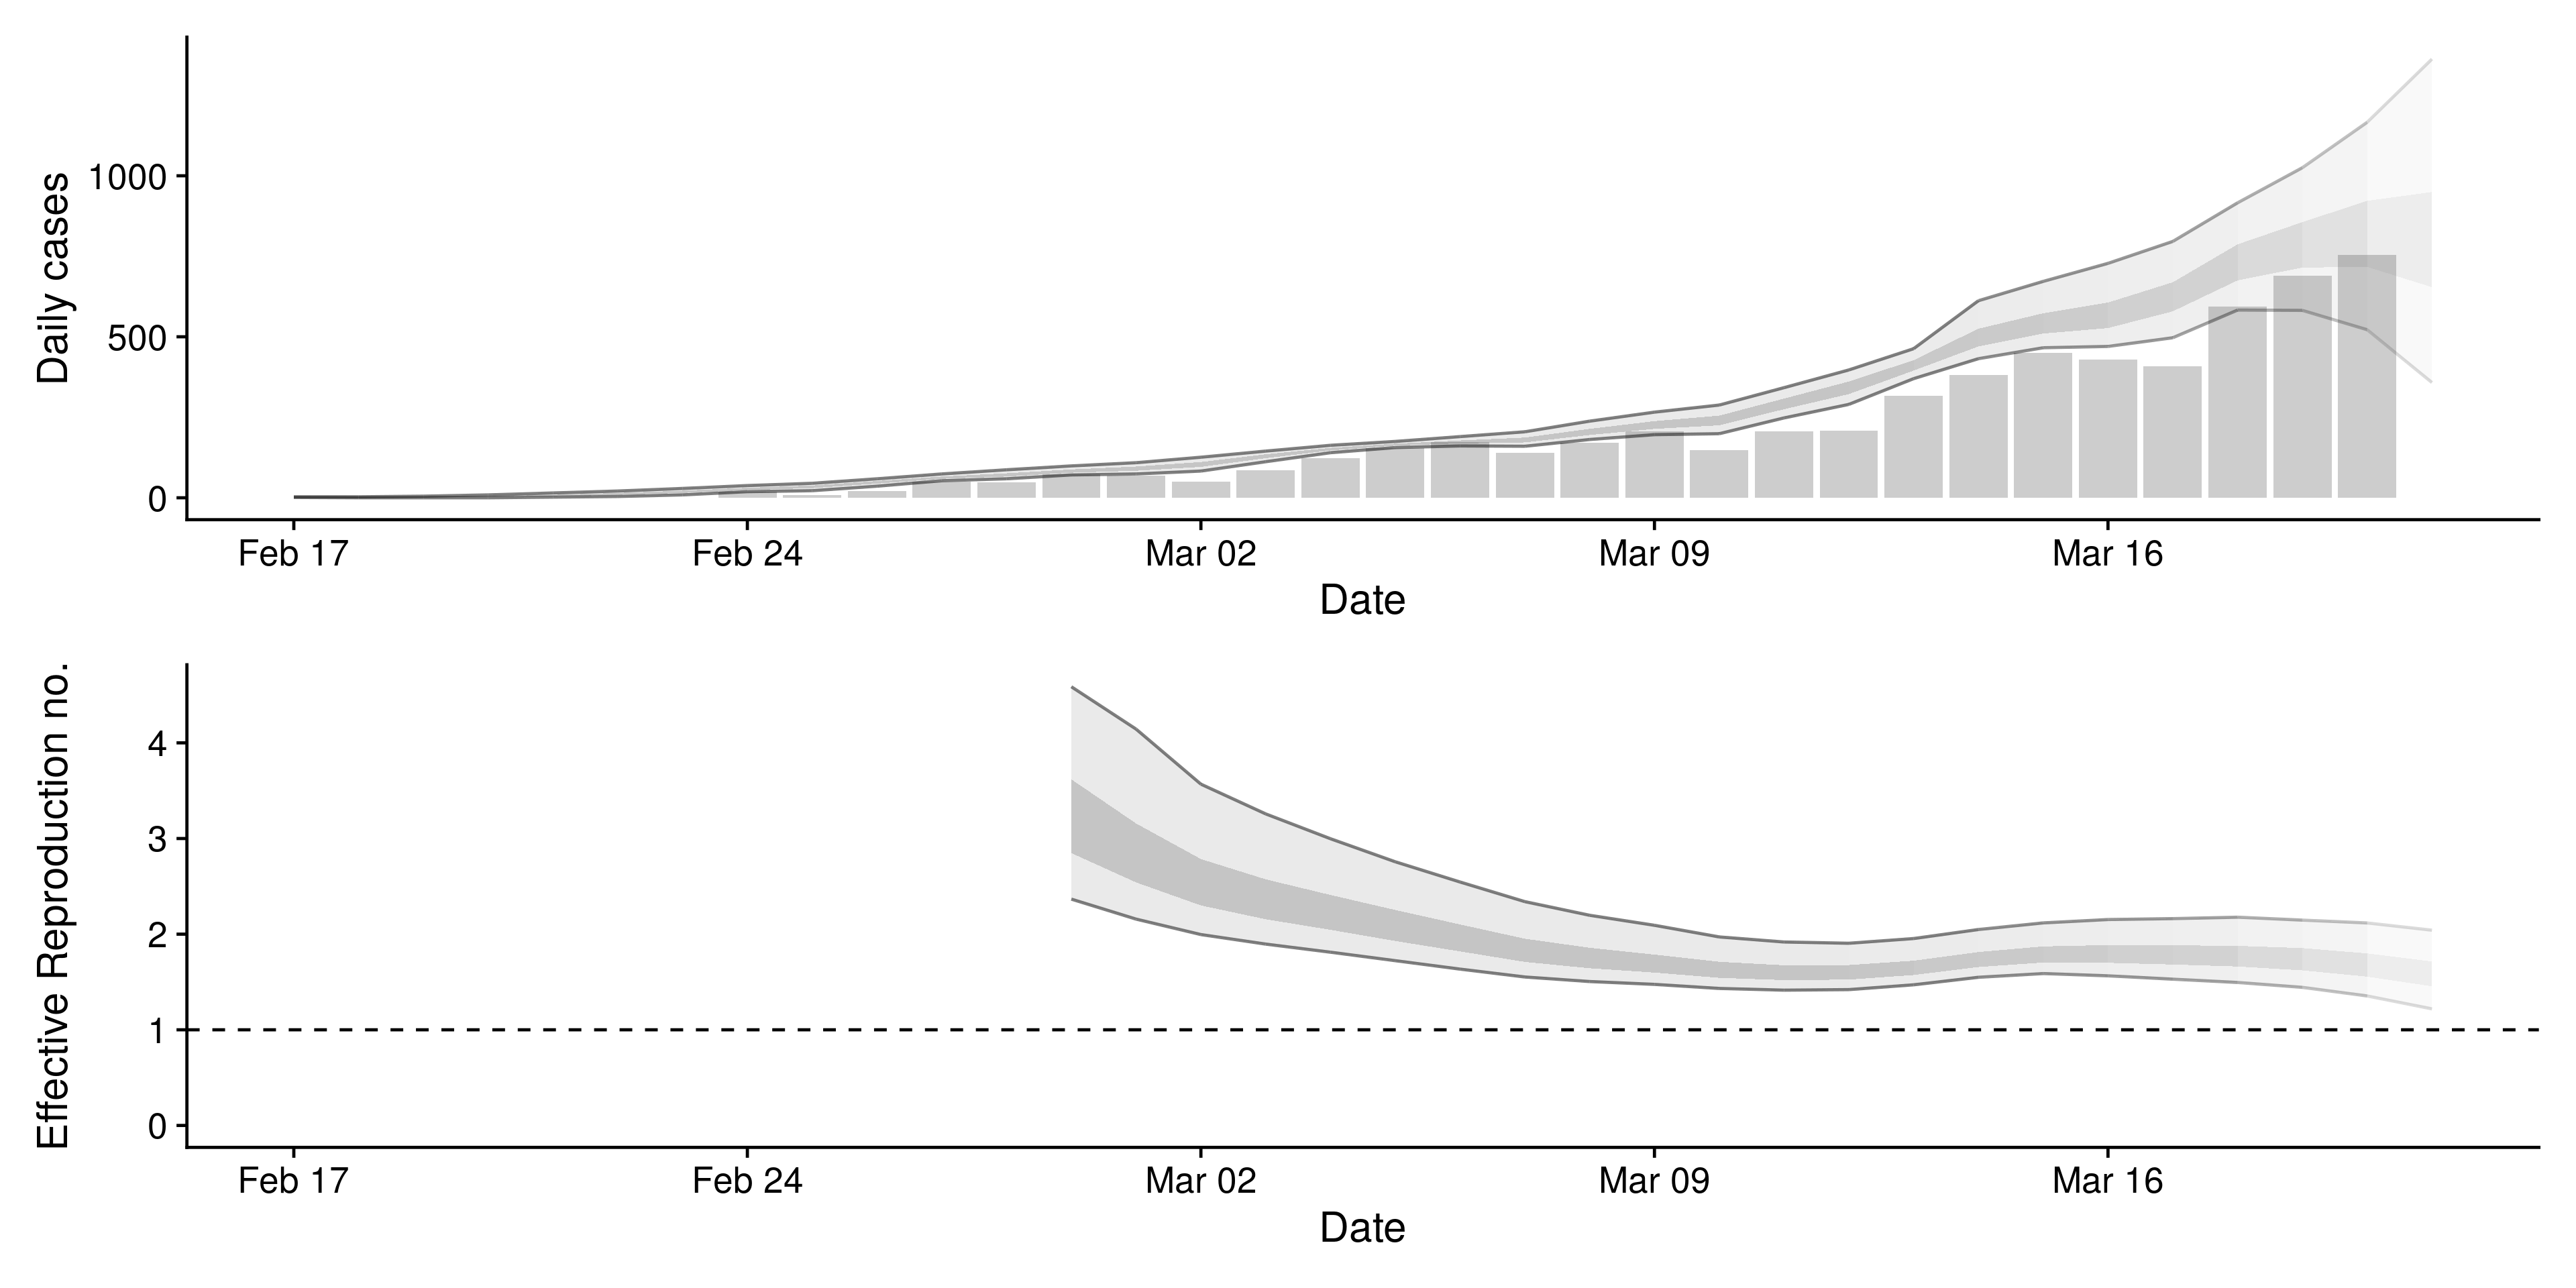 Daily cases
1000
500
0
Feb 17 Feb 24 Mar 02 Mar 09 Mar 16
Date
Effective Reproduction no.
4
3
2
1
0
Feb 17 Feb 24 Mar 02 Mar 09 Mar 16
Date